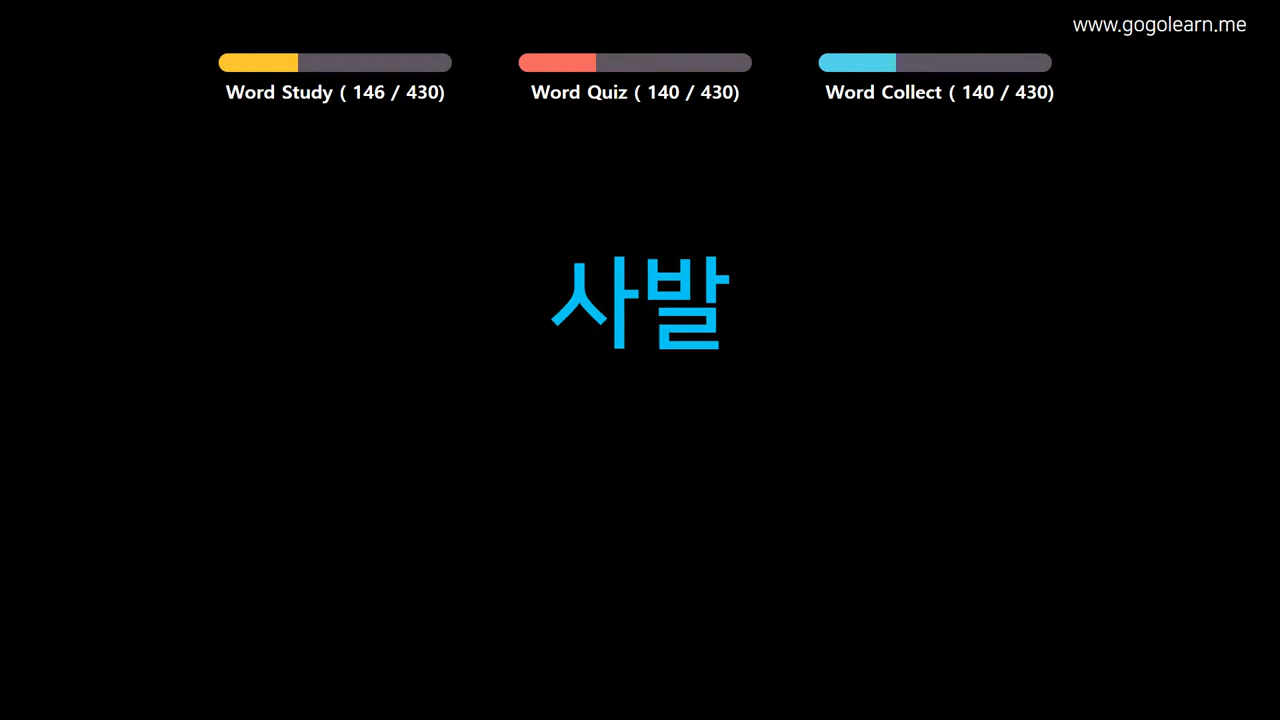 www.gogolearn.me
Word Study ( 146 / 430)
Word Quiz ( 140 / 430)
Word Collect ( 140 / 430)
사발